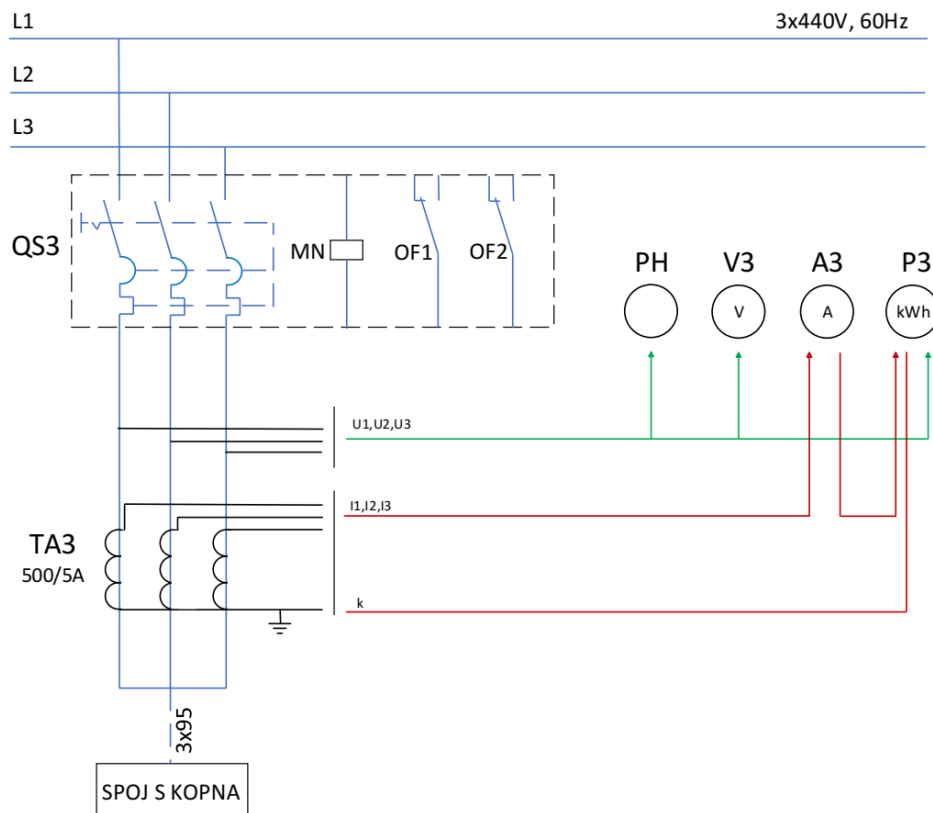 L1
3x440V, 60Hz
L2
L3
QS3
MN
OF1
OF2
PH
V3
A3
P3
V
A
kWh
U1,U2,U3
I1,I2,I3
TA3
500/5A
k
3x95
SPOJ S KOPNA